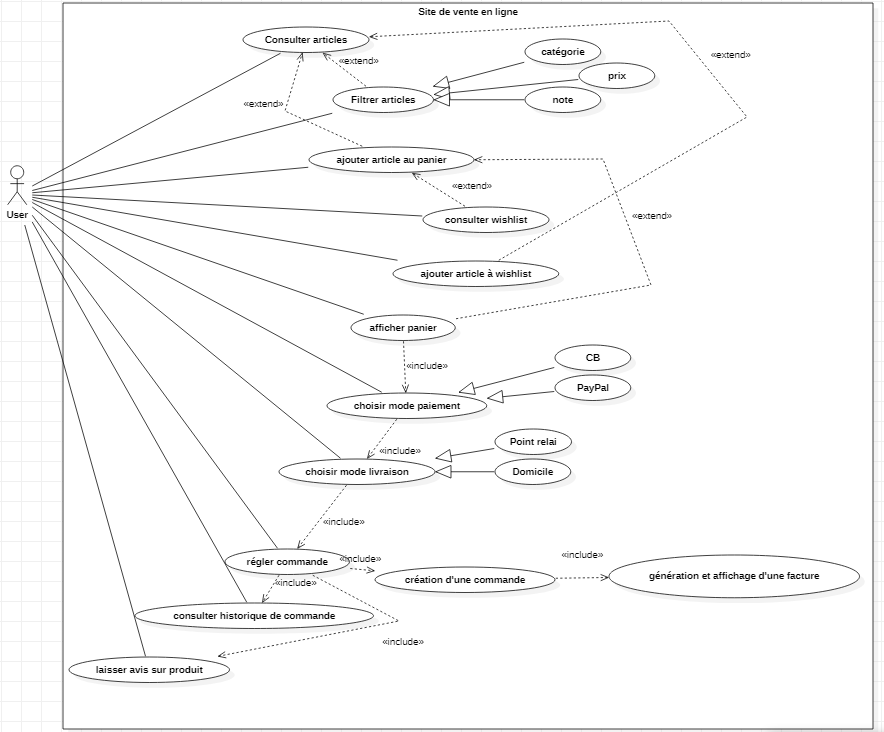 Site de vente en ligne
Consulter articles
«extend»
catégorie
«extend»
prix
Filtrer articles
note
«extend»
ajouter article au panier
«extend»
User
consulter wishlist
«extend»
ajouter article à wishlist
afficher panier
«include»
CB
PayPal
choisir mode paiement
Point relai
«include»
choisir mode livraison
Domicile
«include»
régler commande
«include»
«include»
création d'une commande
génération et affichage d'une facture
«include»
consulter historique de commande
«include»
laisser avis sur produit